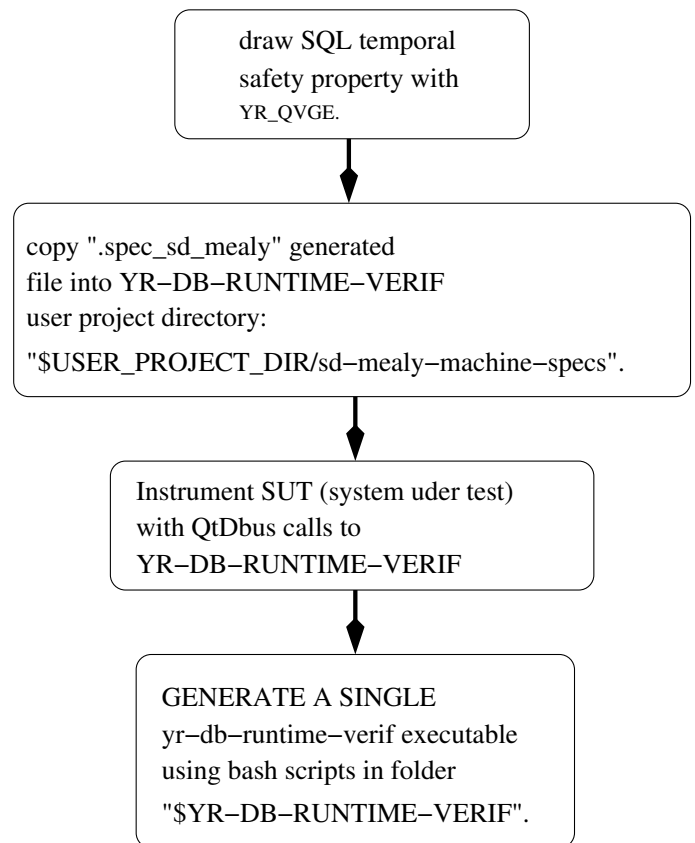 draw SQL temporal
safety property with
YR_QVGE.
copy ".spec_sd_mealy" generated
file into YR−DB−RUNTIME−VERIF
user project directory:
"$USER_PROJECT_DIR/sd−mealy−machine−specs".
Instrument SUT (system uder test)
with QtDbus calls to
YR−DB−RUNTIME−VERIF
GENERATE A SINGLE
yr−db−runtime−verif executable
using bash scripts in folder
"$YR−DB−RUNTIME−VERIF".